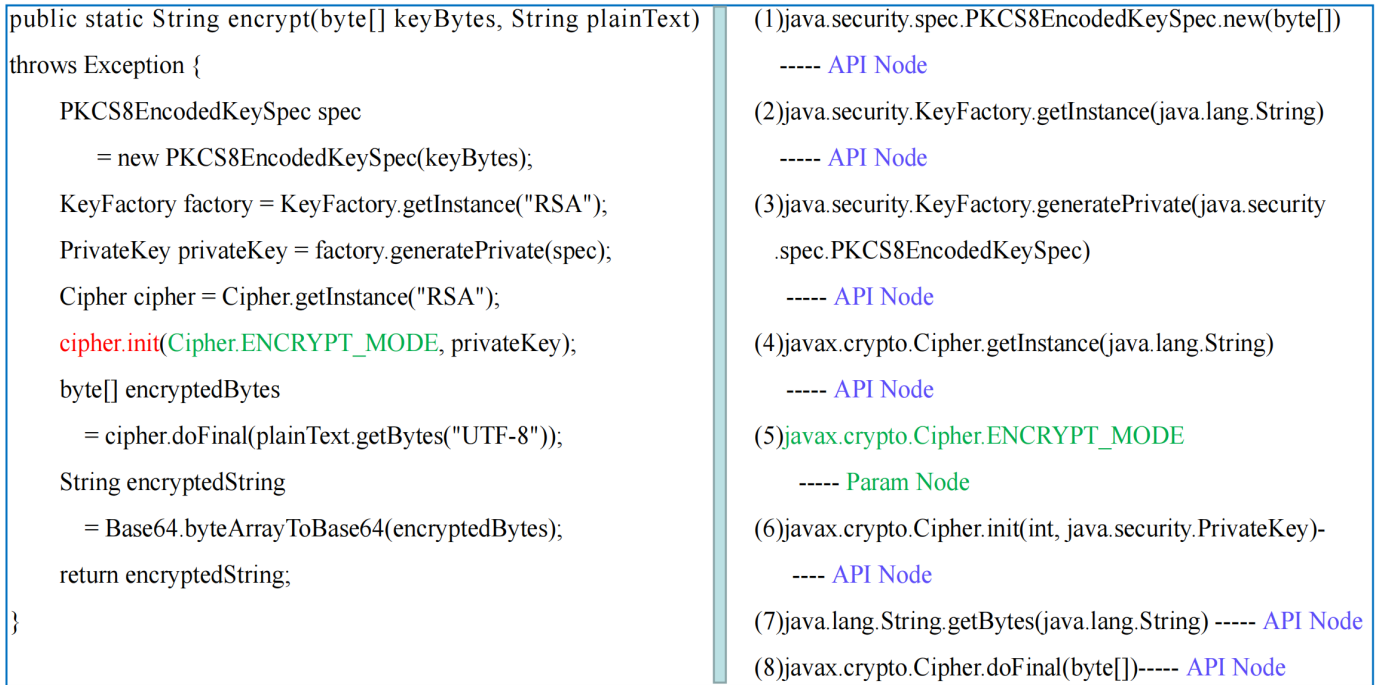 public static String encrypt(byte[] keyBytes, String plainText)
throws Exception {
PKCS8EncodedKeySpec spec
= new PKCS8EncodedKeySpec(keyBytes);
KeyFactory factory = KeyFactory.getInstance("RSA");
PrivateKey privateKey = factory.generatePrivate(spec);
Cipher cipher = Cipher.getInstance("RSA");
cipher.init(Cipher.ENCRYPT_MODE, privateKey);
byte[] encryptedBytes
= cipher.doFinal(plainText.getBytes("UTF-8"));
String encryptedString
= Base64.byteArrayToBase64(encryptedBytes);
return encryptedString;
}
(1)java.security.spec.PKCS8EncodedKeySpec.new(byte[])
----- API Node
(2)java.security.KeyFactory.getInstance(java.lang.String)
----- API Node
(3)java.security.KeyFactory.generatePrivate(java.security
.spec.PKCS8EncodedKeySpec)
----- API Node
(4)javax.crypto.Cipher.getInstance(java.lang.String)
----- API Node
(5)javax.crypto.Cipher.ENCRYPT_MODE
----- Param Node
(6)javax.crypto.Cipher.init(int, java.security.PrivateKey)-
---- API Node
(7)java.lang.String.getBytes(java.lang.String) ----- API Node
(8)javax.crypto.Cipher.doFinal(byte[])----- API Node